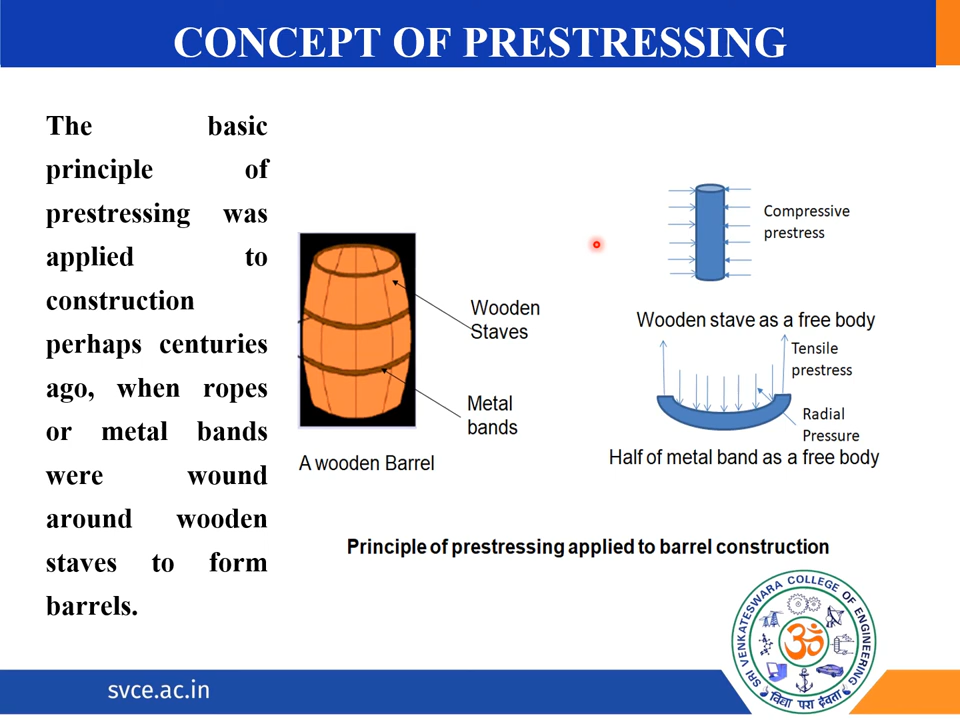 CONCEPT OF PRESTRESSING
The basic
principle of
prestressing was
applied to
construction
perhaps centuries
ago, when ropes
or metal bands
were wound
around wooden
staves to form
barrels.
Wooden
Staves
Metal
bands
A wooden Barrel
Compressive
prestress
Wooden stave as a free body
Tensile
prestress
Radial
Pressure
Half of metal band as a free body
Principle of prestressing applied to barrel construction
SRI VENKATESWARA COLLEGE OF ENGINEERING
ॐ
विद्या परा देवता
svce.ac.in